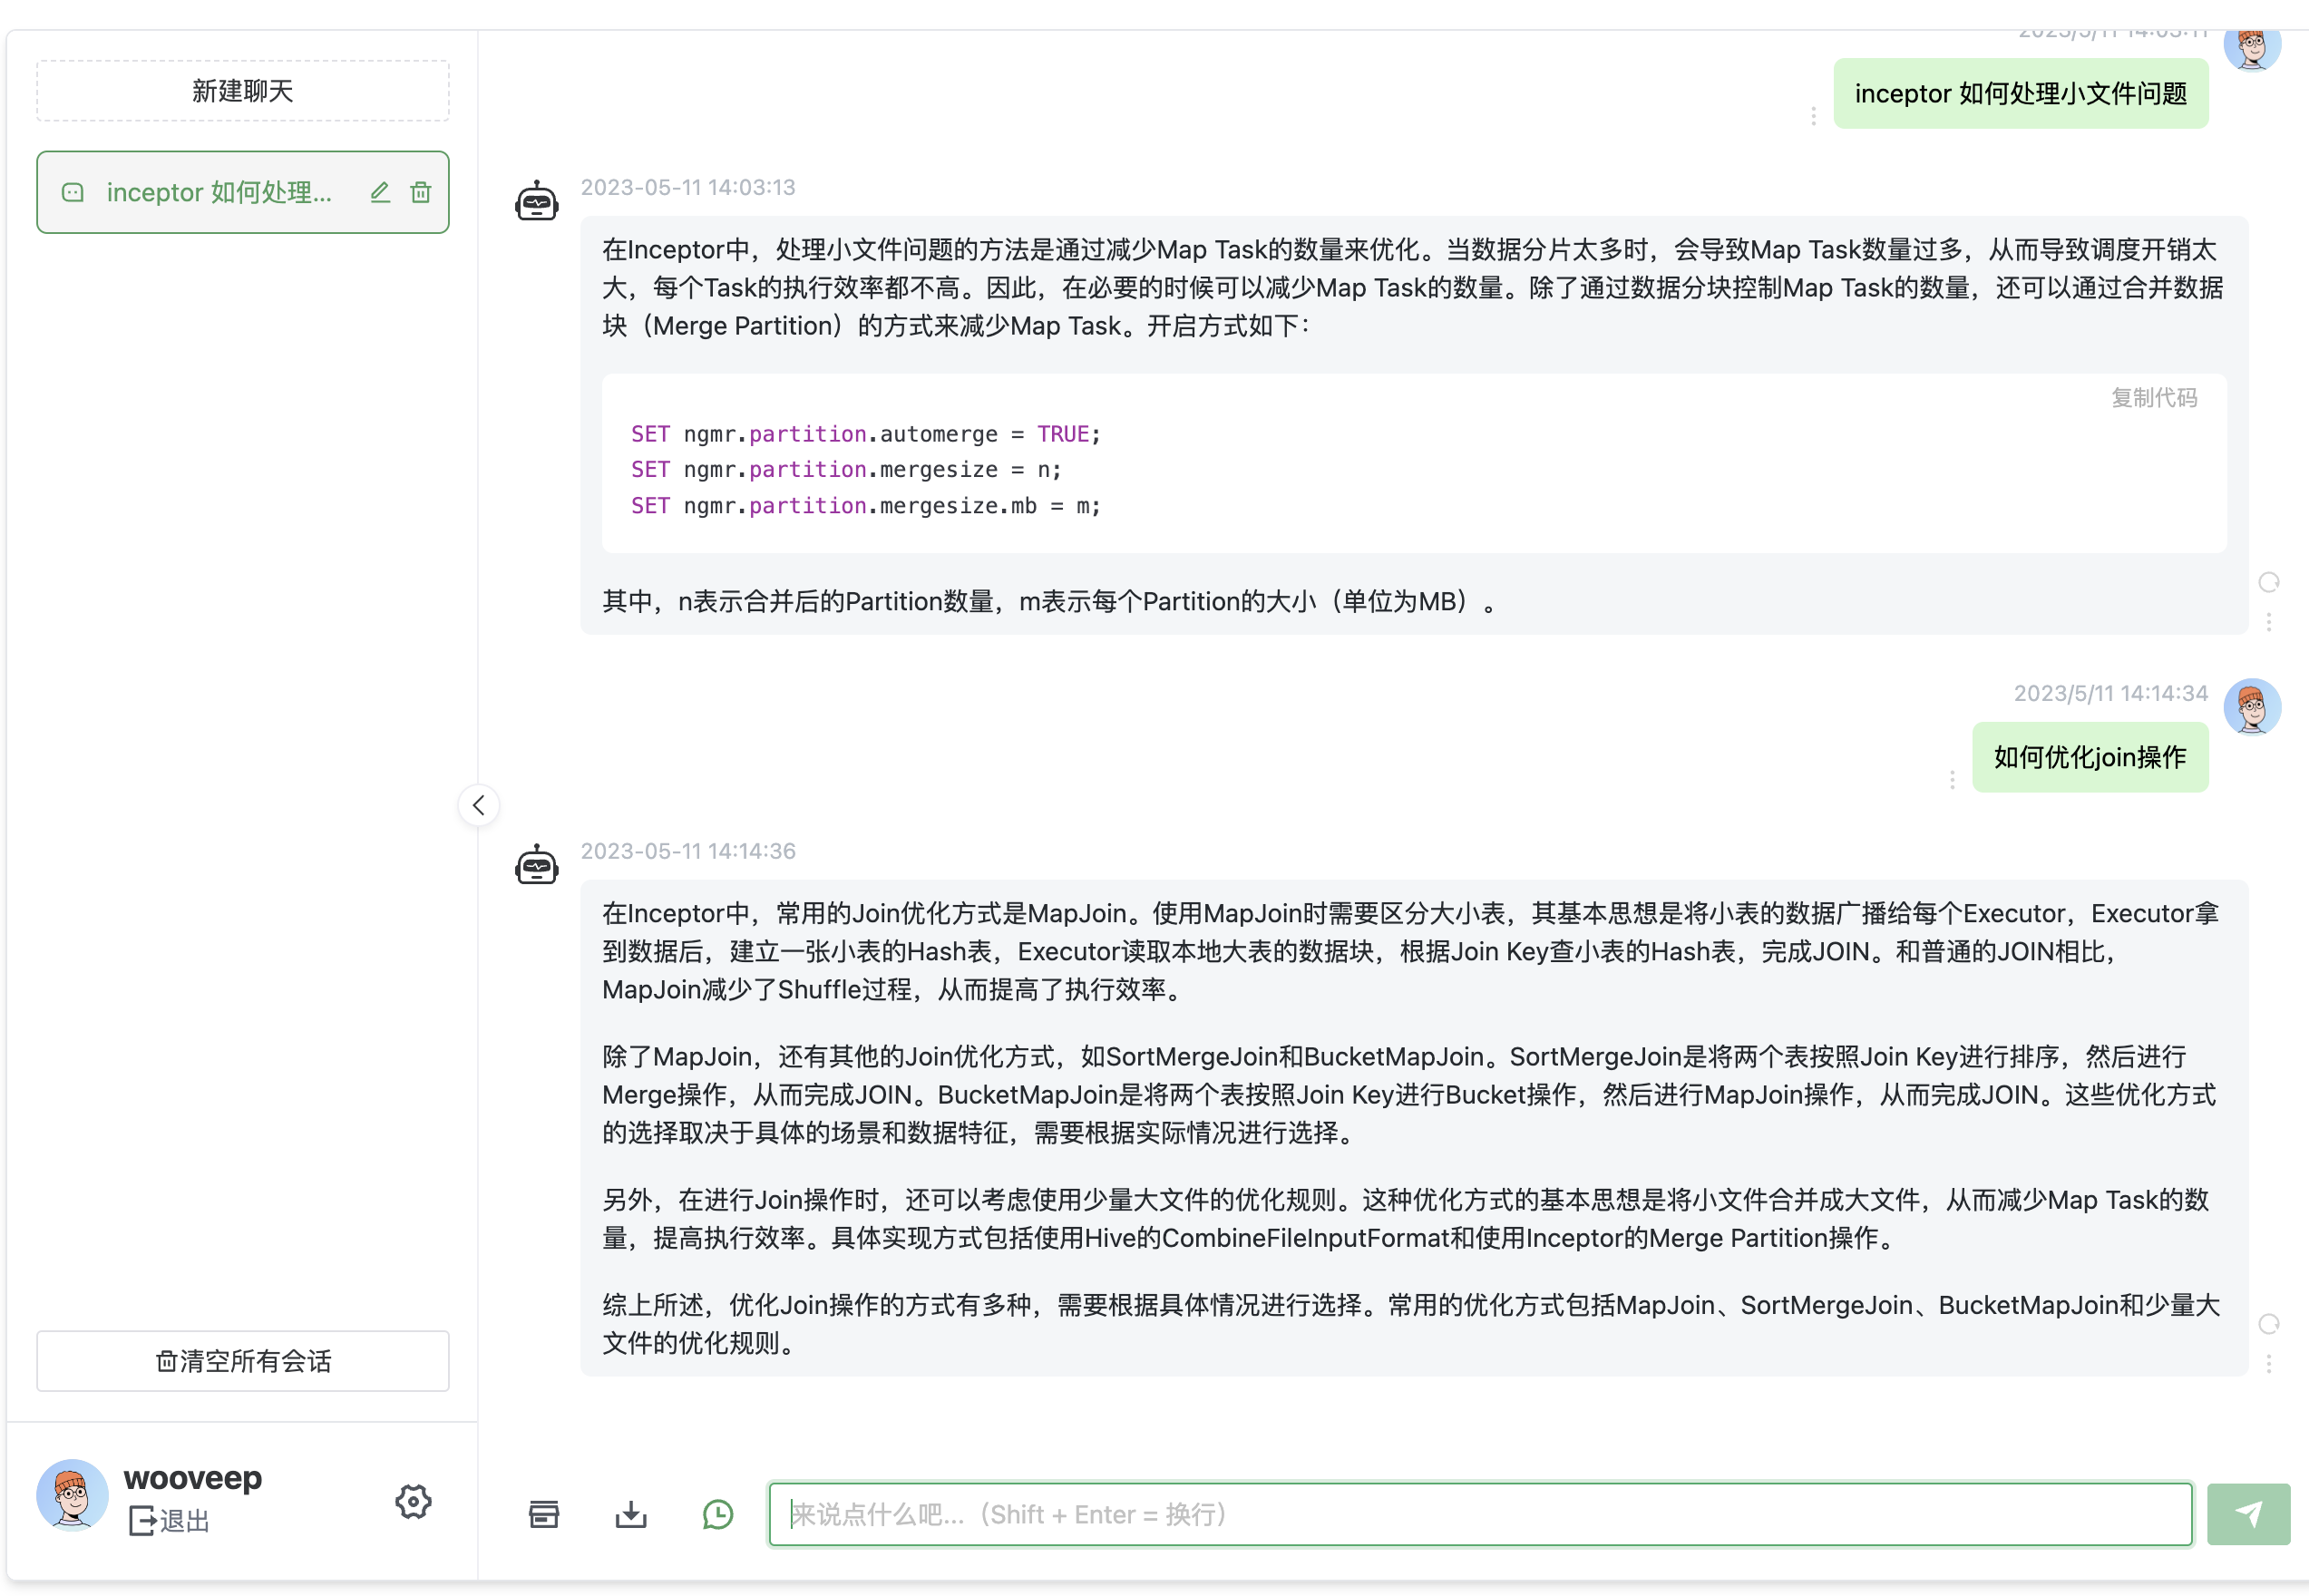 新建聊天
inceptor 如何处理...
清空所有会话
wooveep
退出
2023/5/11 14:03:11
inceptor 如何处理小文件问题
2023-05-11 14:03:13
在Inceptor中，处理小文件问题的方法是通过减少Map Task的数量来优化。当数据分片太多时，会导致Map Task数量过多，从而导致调度开销太
大，每个Task的执行效率都不高。因此，在必要的时候可以减少Map Task的数量。除了通过数据分块控制Map Task的数量，还可以通过合并数据
块（Merge Partition）的方式来减少Map Task。开启方式如下：
复制代码
SET ngmr.partition.automerge = TRUE;
SET ngmr.partition.mergesize = n;
SET ngmr.partition.mergesize.mb = m;
其中，n表示合并后的Partition数量，m表示每个Partition的大小（单位为MB）。
2023/5/11 14:14:34
如何优化join操作
2023-05-11 14:14:36
在Inceptor中，常用的Join优化方式是MapJoin。使用MapJoin时需要区分大小表，其基本思想是将小表的数据广播给每个Executor，Executor拿
到数据后，建立一张小表的Hash表，Executor读取本地大表的数据块，根据Join Key查小表的Hash表，完成JOIN。和普通的JOIN相比，
MapJoin减少了Shuffle过程，从而提高了执行效率。
除了MapJoin，还有其他的Join优化方式，如SortMergeJoin和BucketMapJoin。SortMergeJoin是将两个表按照Join Key进行排序，然后进行
Merge操作，从而完成JOIN。BucketMapJoin是将两个表按照Join Key进行Bucket操作，然后进行MapJoin操作，从而完成JOIN。这些优化方式
的选择取决于具体的场景和数据特征，需要根据实际情况进行选择。
另外，在进行Join操作时，还可以考虑使用少量大文件的优化规则。这种优化方式的基本思想是将小文件合并成大文件，从而减少Map Task的数
量，提高执行效率。具体实现方式包括使用Hive的CombineFileInputFormat和使用Inceptor的Merge Partition操作。
综上所述，优化Join操作的方式有多种，需要根据具体情况进行选择。常用的优化方式包括MapJoin、SortMergeJoin、BucketMapJoin和少量大
文件的优化规则。
来说点什么吧...（Shift + Enter = 换行）